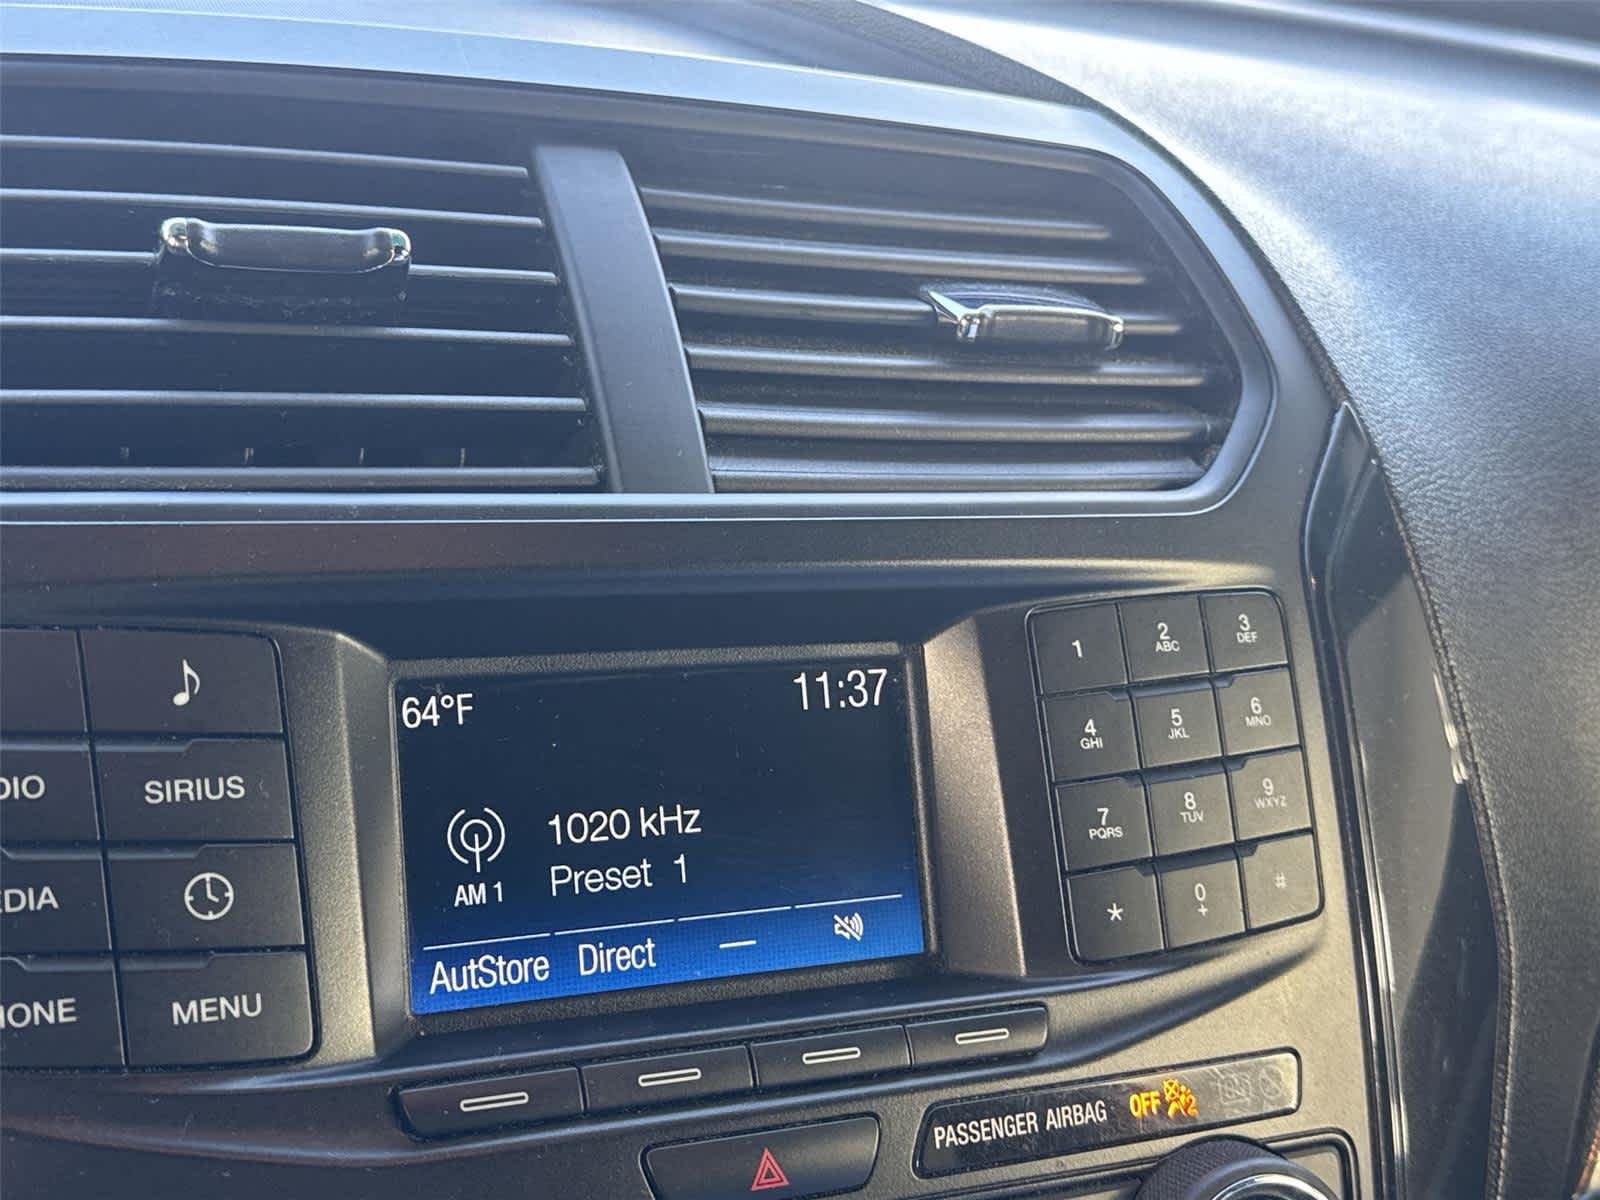 64°F
11:37
1020 kHz
Preset 1
AM 1
AutStore Direct
DIO
SIRIUS
EDIA
HONE
MENU
1
2
ABC
3
DEF
4
GHI
5
JKL
6
MNO
7
PQRS
8
TUV
9
WXYZ
*
0
+
#
PASSENGER AIRBAG OFF